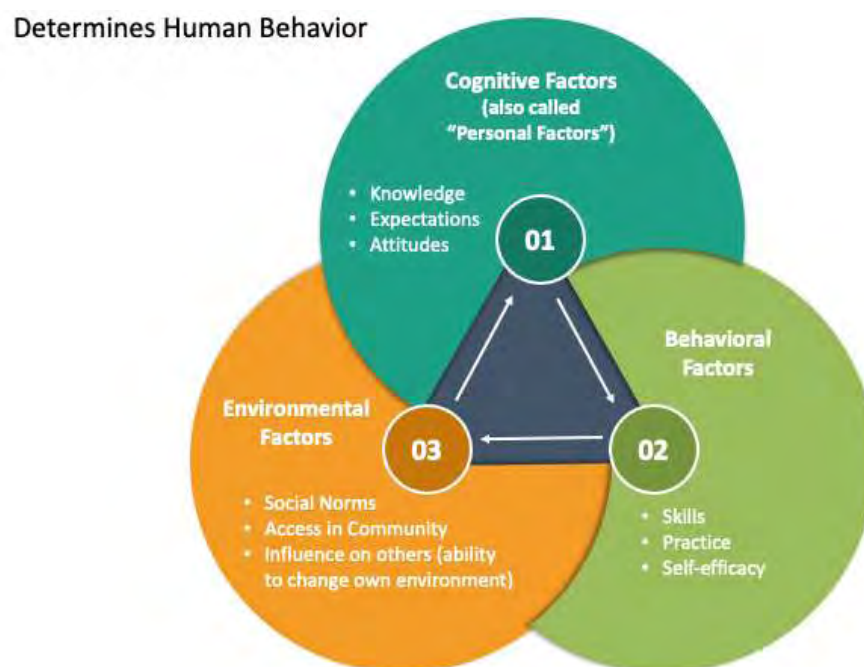 Determines Human Behavior
Cognitive Factors
(also called
“Personal Factors”)
• Knowledge
• Expectations
• Attitudes
01
Behavioral
Factors
Environmental
Factors
03
02
• Social Norms
• Access in Community
• Influence on others (ability
to change own environment)
• Skills
• Practice
• Self-efficacy